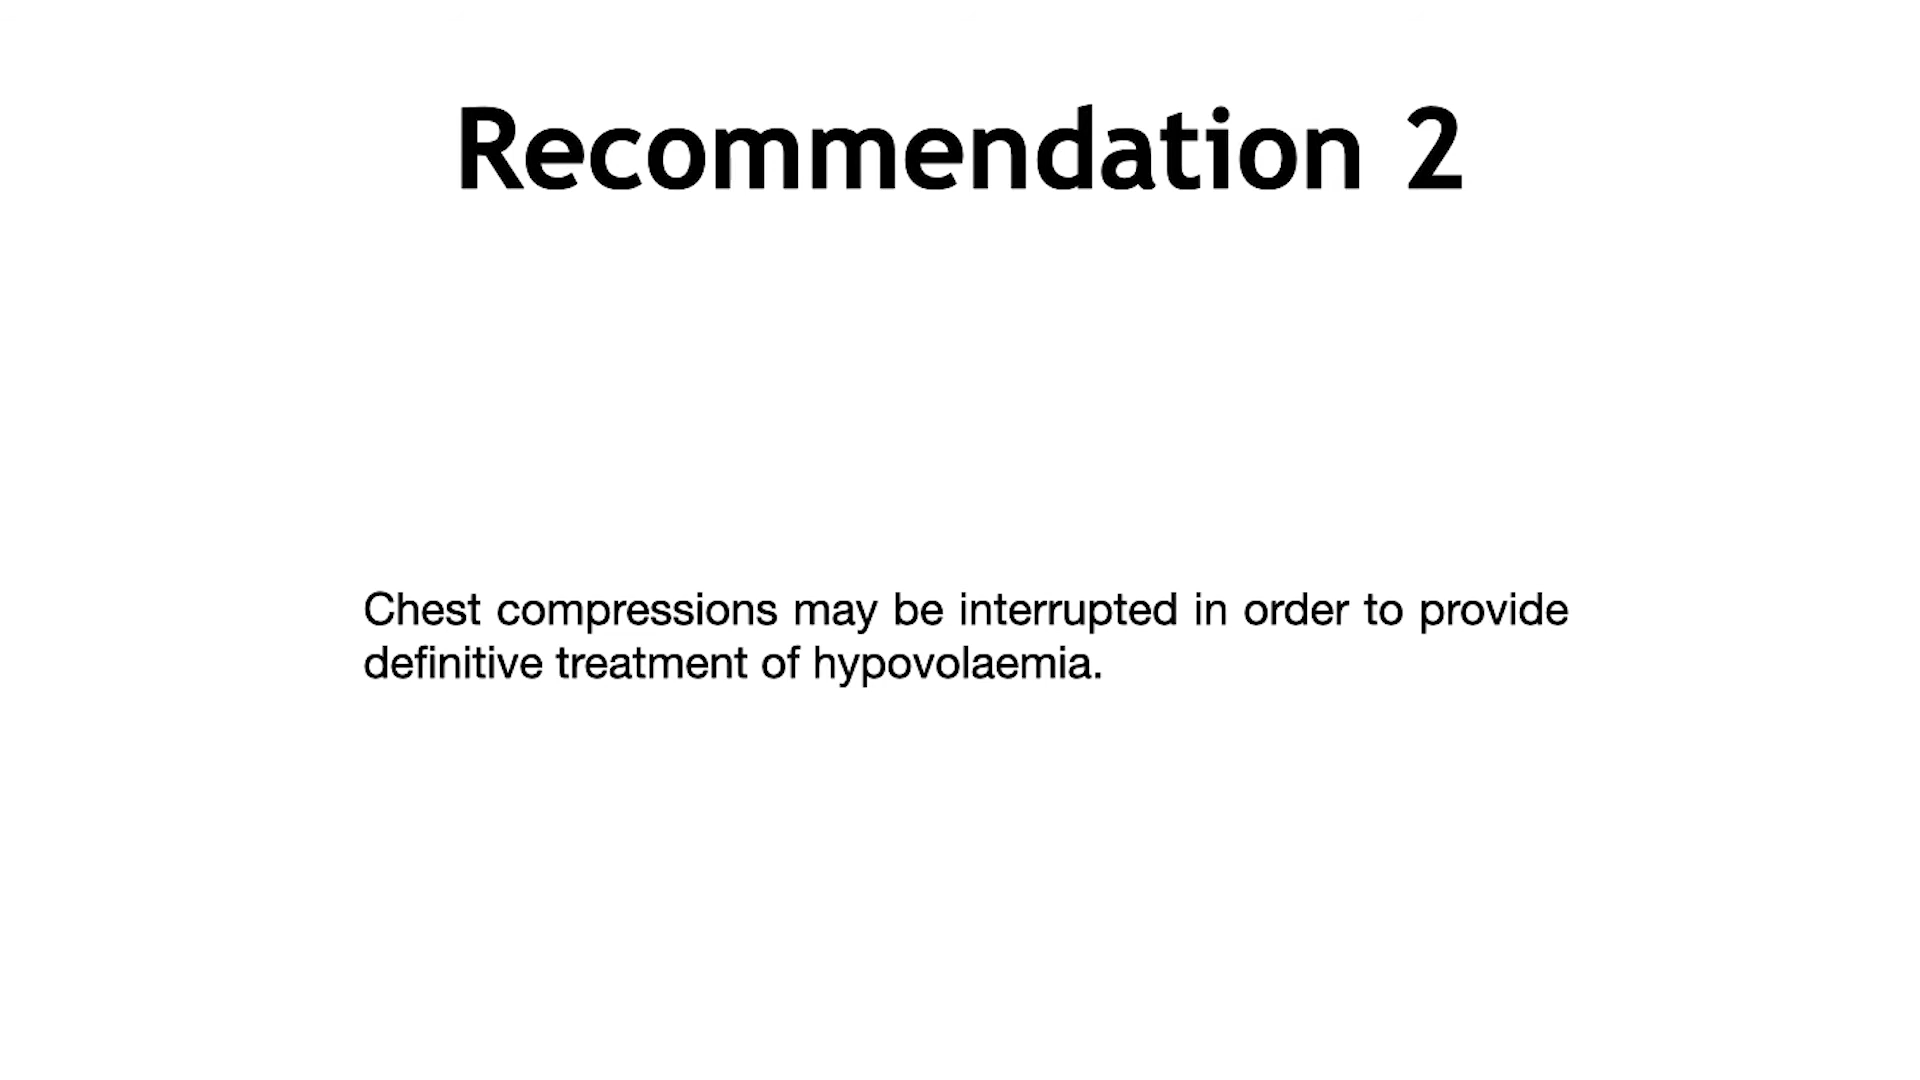 Recommendation 2
Chest compressions may be interrupted in order to provide
definitive treatment of hypovolaemia.